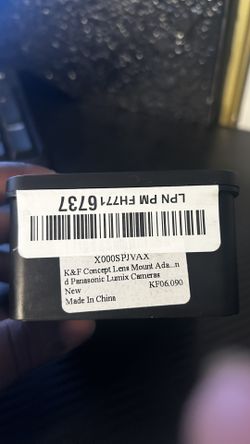 LPN PM FH7716737
X000SPJVAX
K&F Concept Lens Mount Ada...n
d Panasonic Lumix Cameras
New KF06.090
Made In China